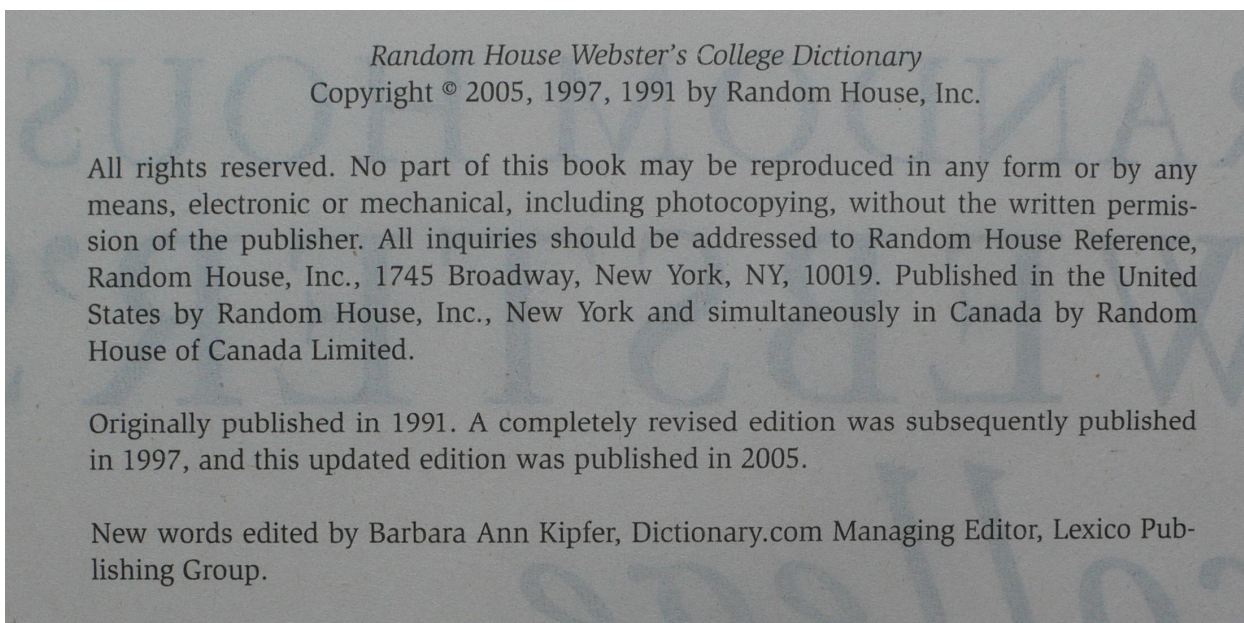 Random House Webster's College Dictionary
Copyright © 2005, 1997, 1991 by Random House, Inc.
All rights reserved. No part of this book may be reproduced in any form or by any
means, electronic or mechanical, including photocopying, without the written permis-
sion of the publisher. All inquiries should be addressed to Random House Reference,
Random House, Inc., 1745 Broadway, New York, NY, 10019. Published in the United
States by Random House, Inc., New York and simultaneously in Canada by Random
House of Canada Limited.
Originally published in 1991. A completely revised edition was subsequently published
in 1997, and this updated edition was published in 2005.
New words edited by Barbara Ann Kipfer, Dictionary.com Managing Editor, Lexico Pub-
lishing Group.